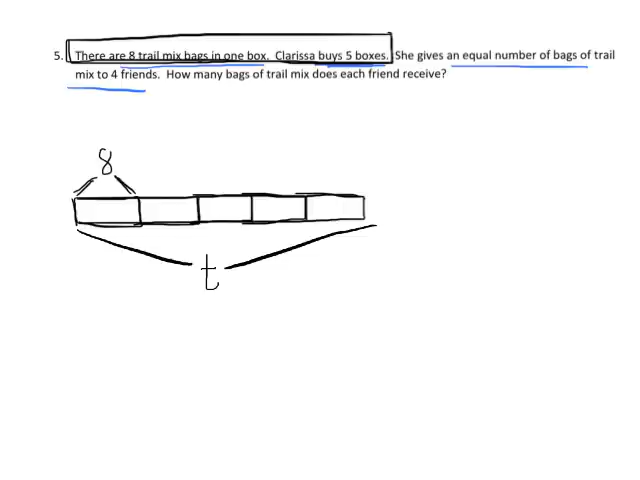 5. There are 8 trail mix bags in one box. Clarissa buys 5 boxes. She gives an equal number of bags of trail
mix to 4 friends. How many bags of trail mix does each friend receive?
8
t